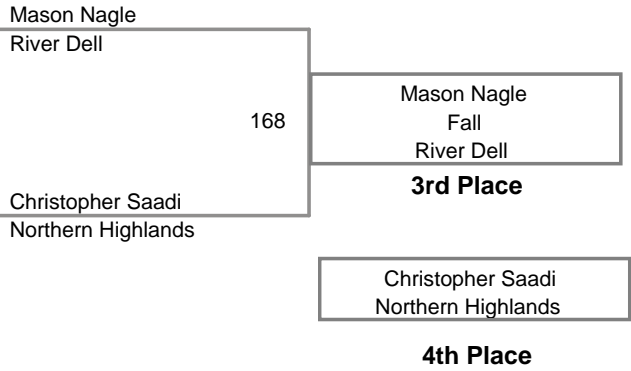 Mason Nagle
River Dell
168
Mason Nagle
Fall
River Dell
3rd Place
Christopher Saadi
Northern Highlands
Christopher Saadi
Northern Highlands
4th Place